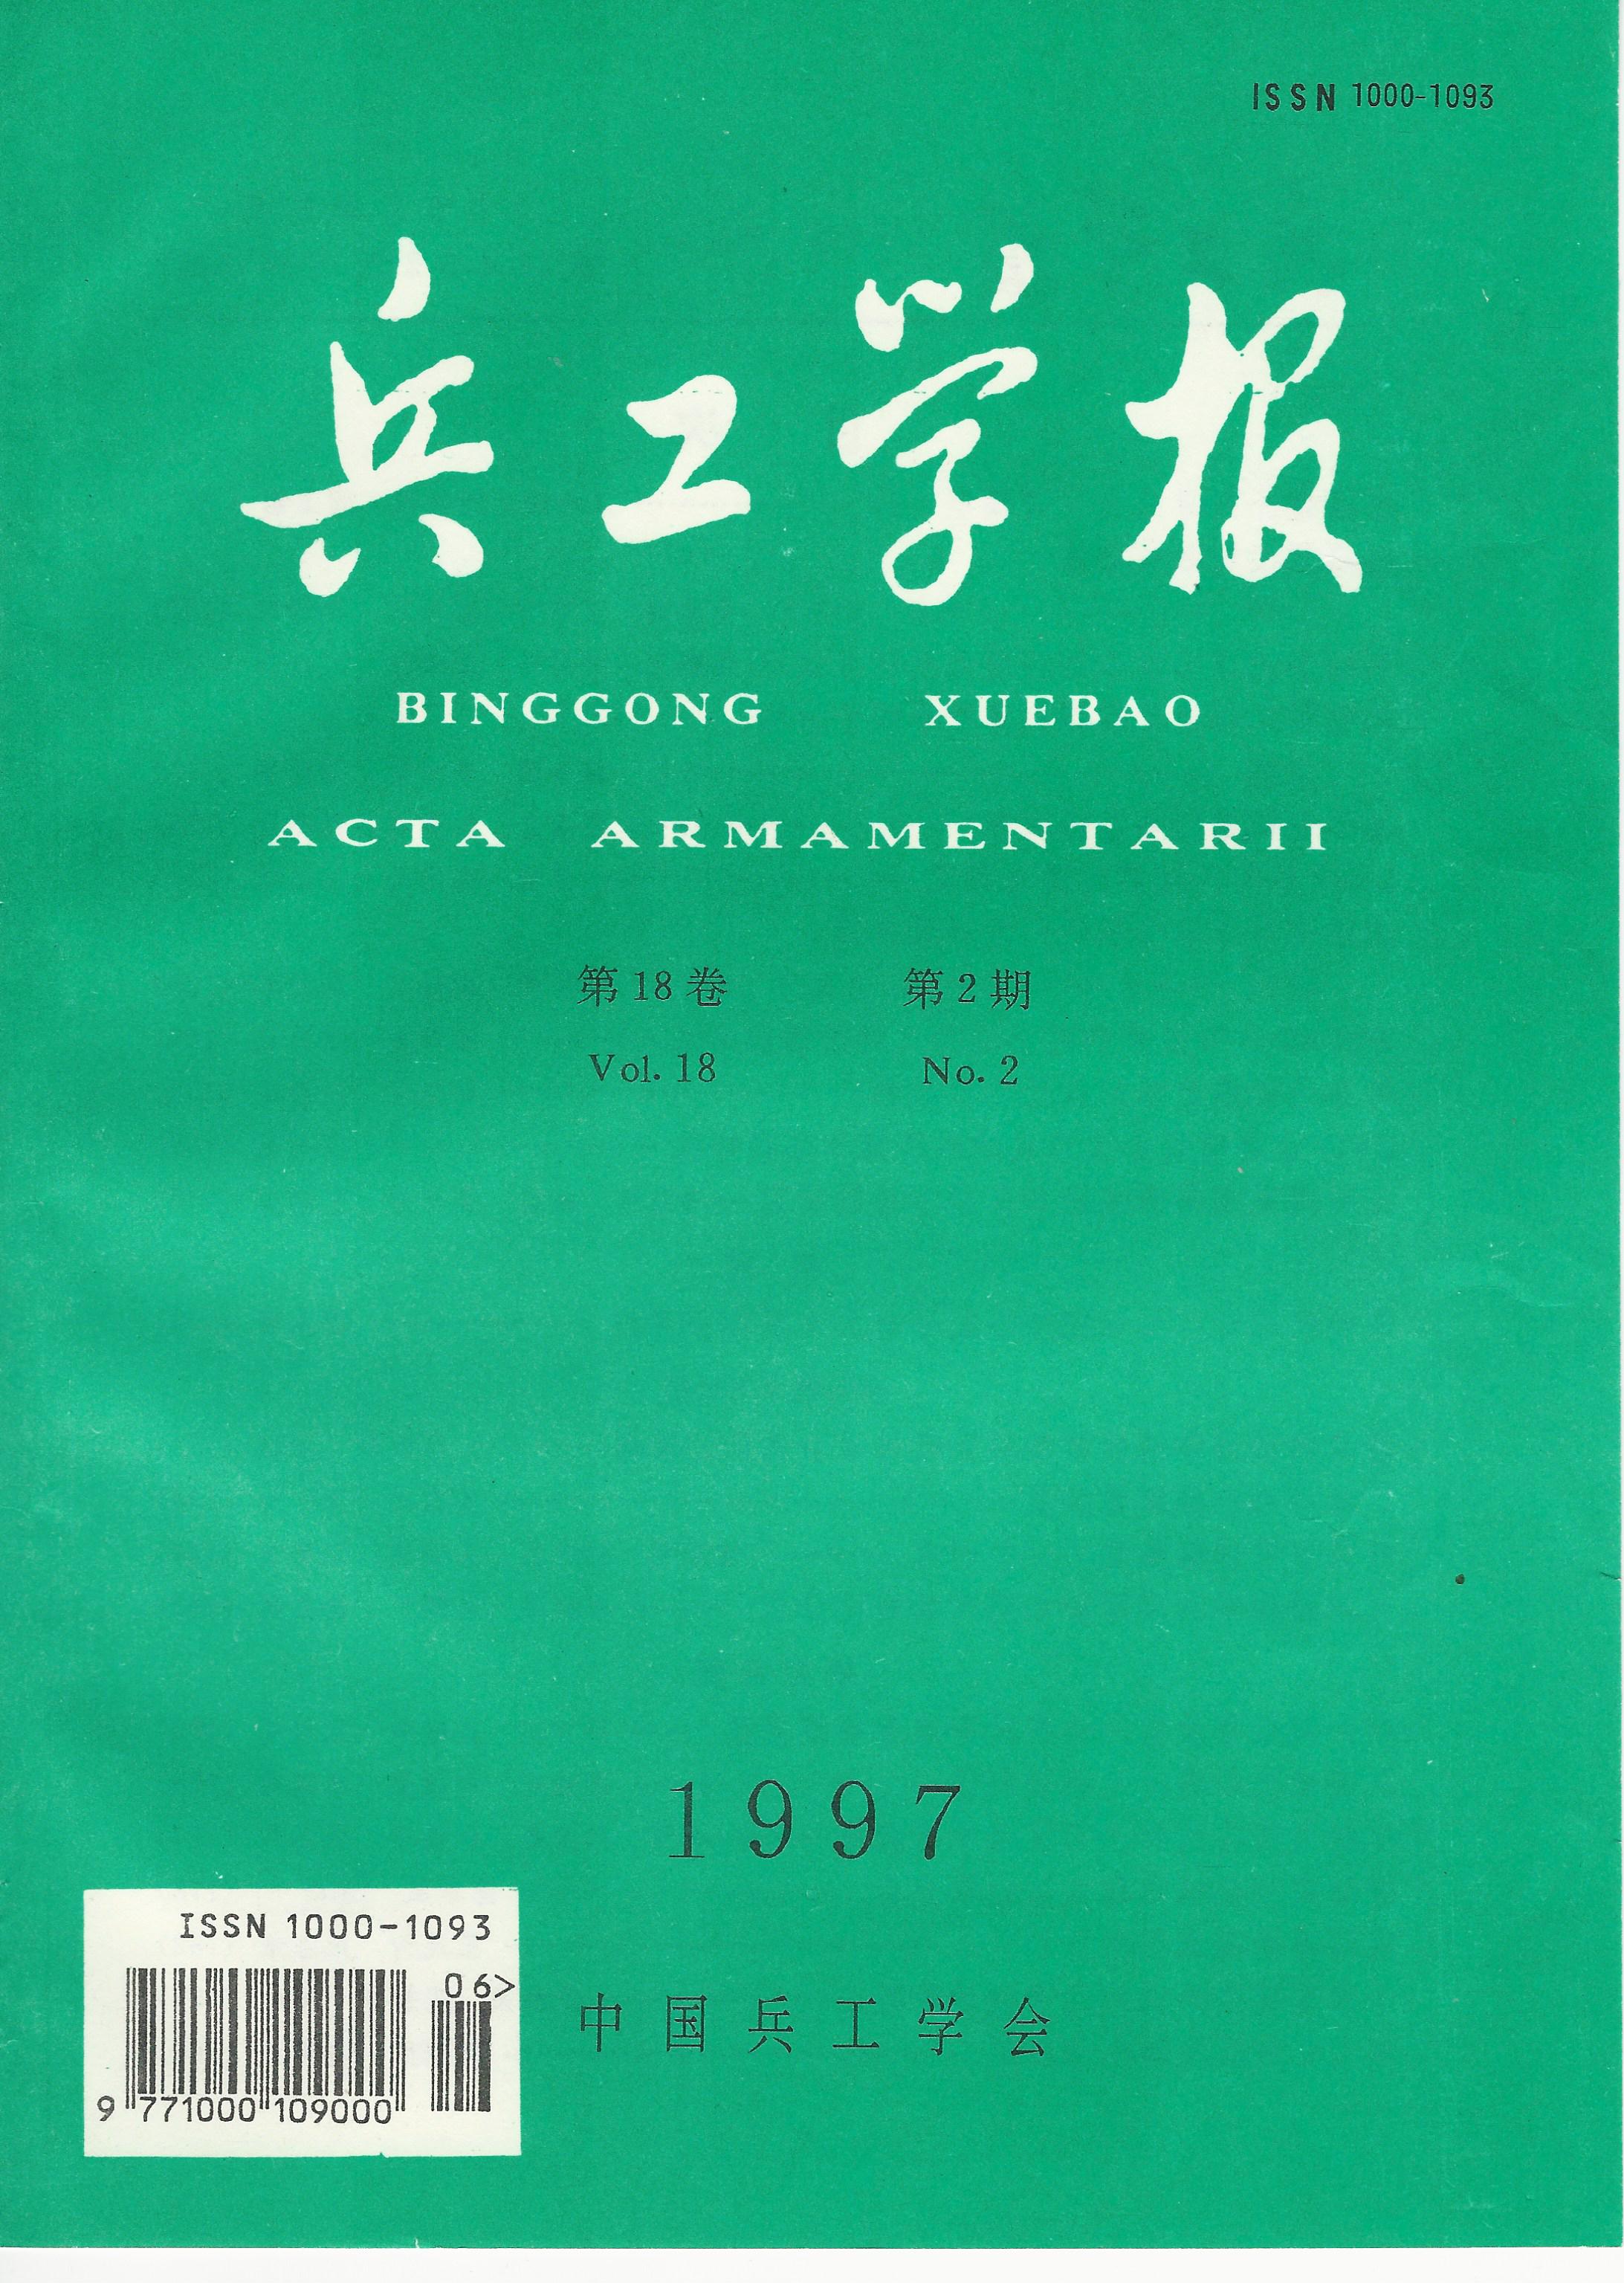 ISSN 1000-1093
兵工学报
BINGGONG XUEBAO
ACTA ARMAMENTARII
第18卷 第2期
Vol. 18 No. 2
1997
ISSN 1000-1093
06>
中国兵工学会
9 771000 109000